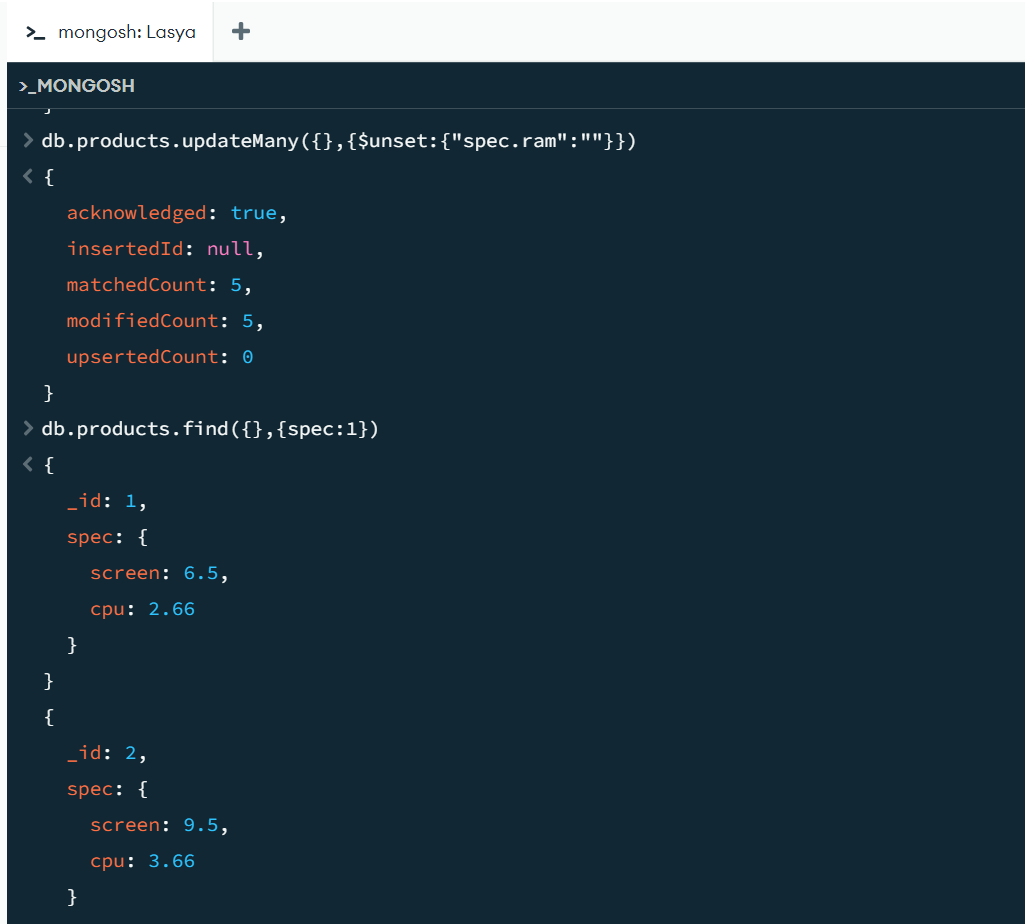 >_ mongosh: Lasya +
>_MONGOSH
}
> db.products.updateMany({},{$unset:{"spec.ram":""}})
< {
acknowledged: true,
insertedId: null,
matchedCount: 5,
modifiedCount: 5,
upsertedCount: 0
}
> db.products.find({},{spec:1})
< {
_id: 1,
spec: {
screen: 6.5,
cpu: 2.66
}
}
{
_id: 2,
spec: {
screen: 9.5,
cpu: 3.66
}